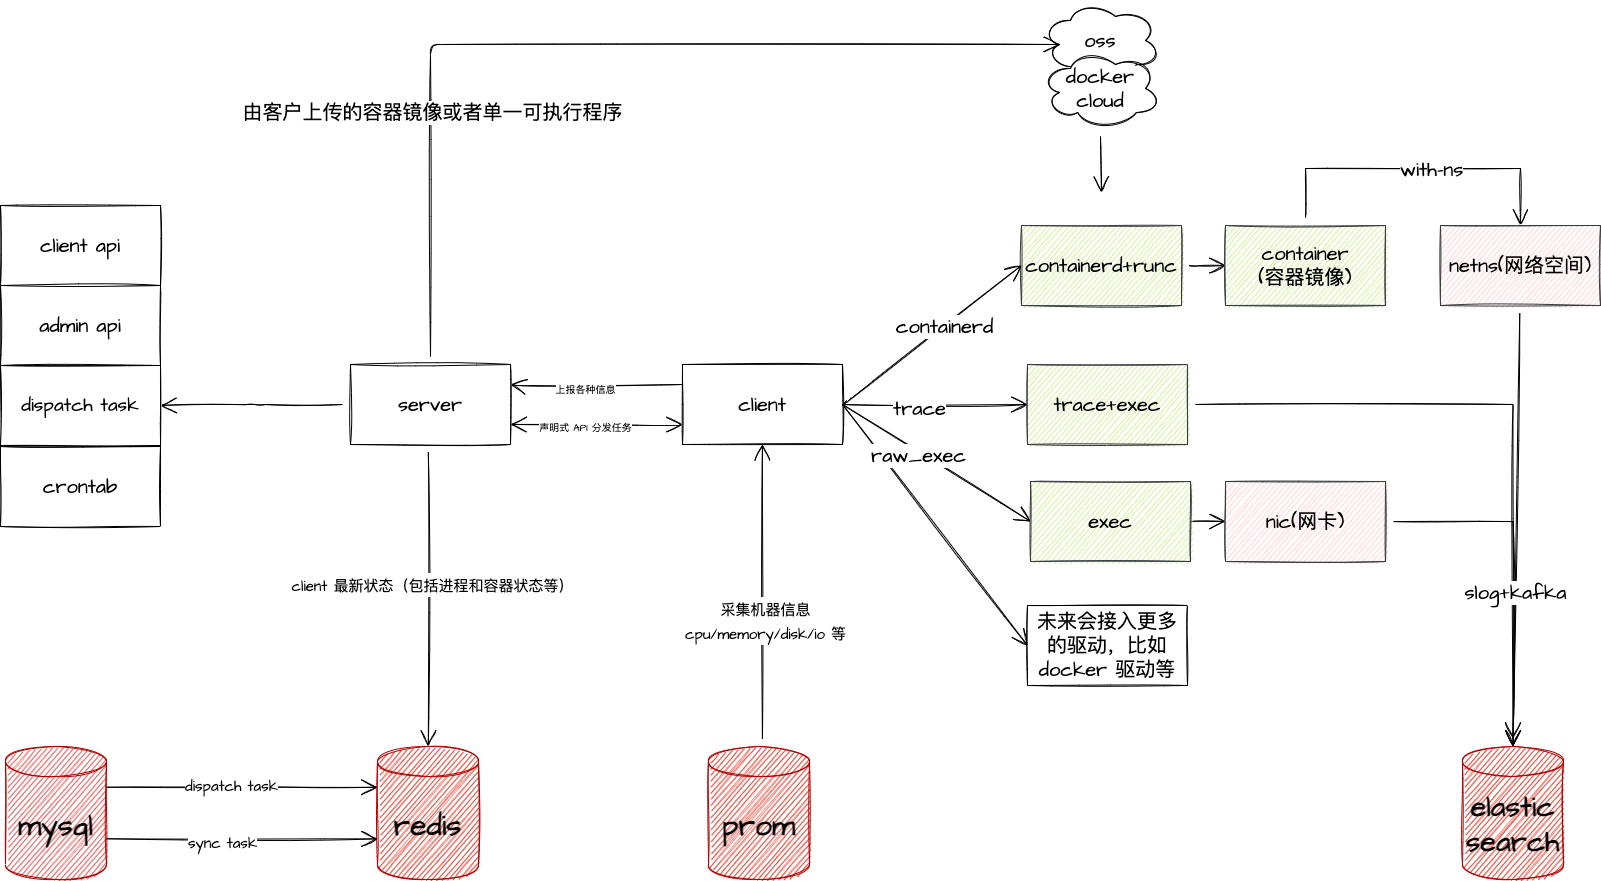 oss
docker
cloud
由客户上传的容器镜像或者单一可执行程序
with-ns
client api
admin api
dispatch task
crontab
server
上报各种信息
声明式 API 分发任务
client
containerd
trace
raw_exec
containerd+runc
container
(容器镜像)
netns(网络空间)
trace+exec
exec
nic(网卡)
未来会接入更多
的驱动，比如
docker 驱动等
slog+kafka
client 最新状态（包括进程和容器状态等）
采集机器信息
cpu/memory/disk/io 等
mysql
dispatch task
sync task
redis
prom
elastic
search